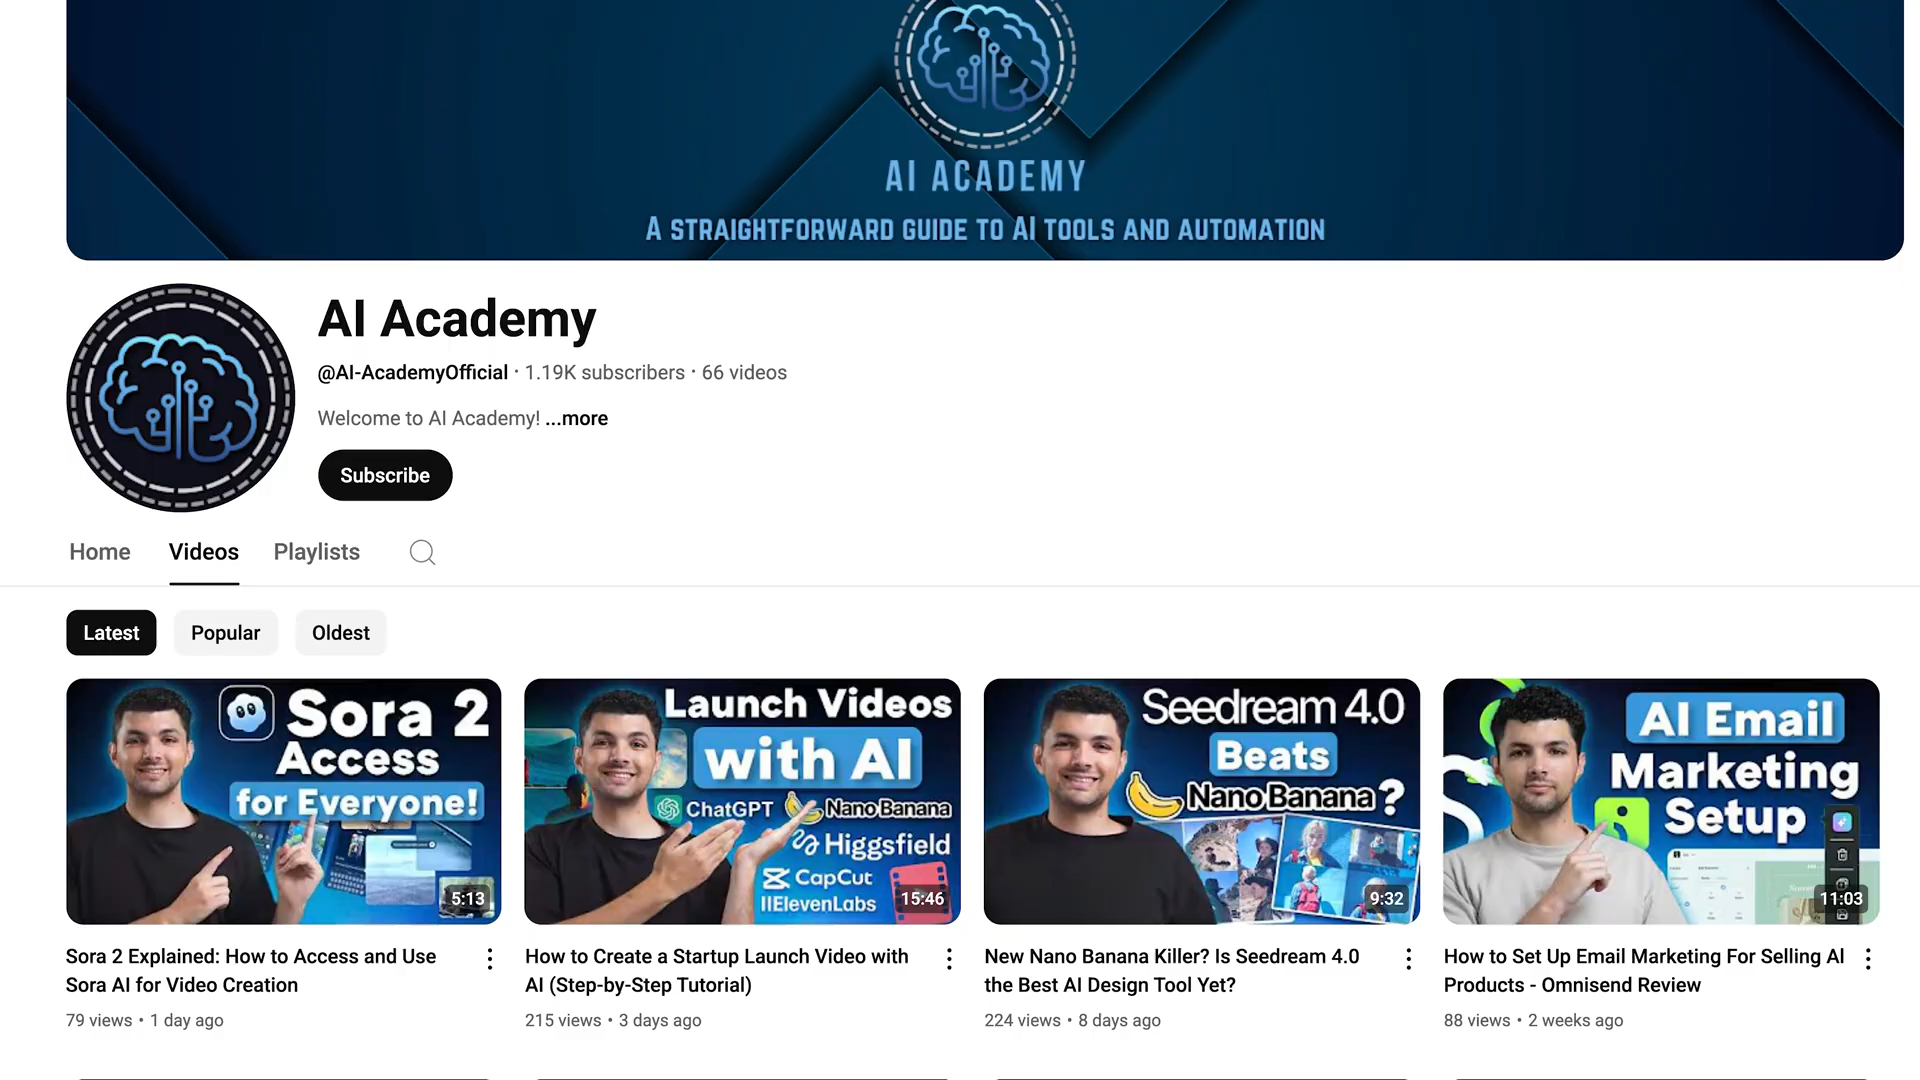 AI ACADEMY
A STRAIGHTFORWARD GUIDE TO AI TOOLS AND AUTOMATION
AI Academy
@AI-AcademyOfficial · 1.19K subscribers · 66 videos
Welcome to AI Academy! ...more
Subscribe
Home Videos Playlists
Latest Popular Oldest
Sora 2
Access
for Everyone!
5:13
Launch Videos
with AI
ChatGPT NanoBanana
Higgsfield
CapCut
IIElevenLabs
15:46
Seedream 4.0
Beats
NanoBanana?
9:32
AI Email
Marketing
Setup
11:03
Sora 2 Explained: How to Access and Use
Sora AI for Video Creation
79 views · 1 day ago
How to Create a Startup Launch Video with
AI (Step-by-Step Tutorial)
215 views · 3 days ago
New Nano Banana Killer? Is Seedream 4.0
the Best AI Design Tool Yet?
224 views · 8 days ago
How to Set Up Email Marketing For Selling AI
Products - Omnisend Review
88 views · 2 weeks ago